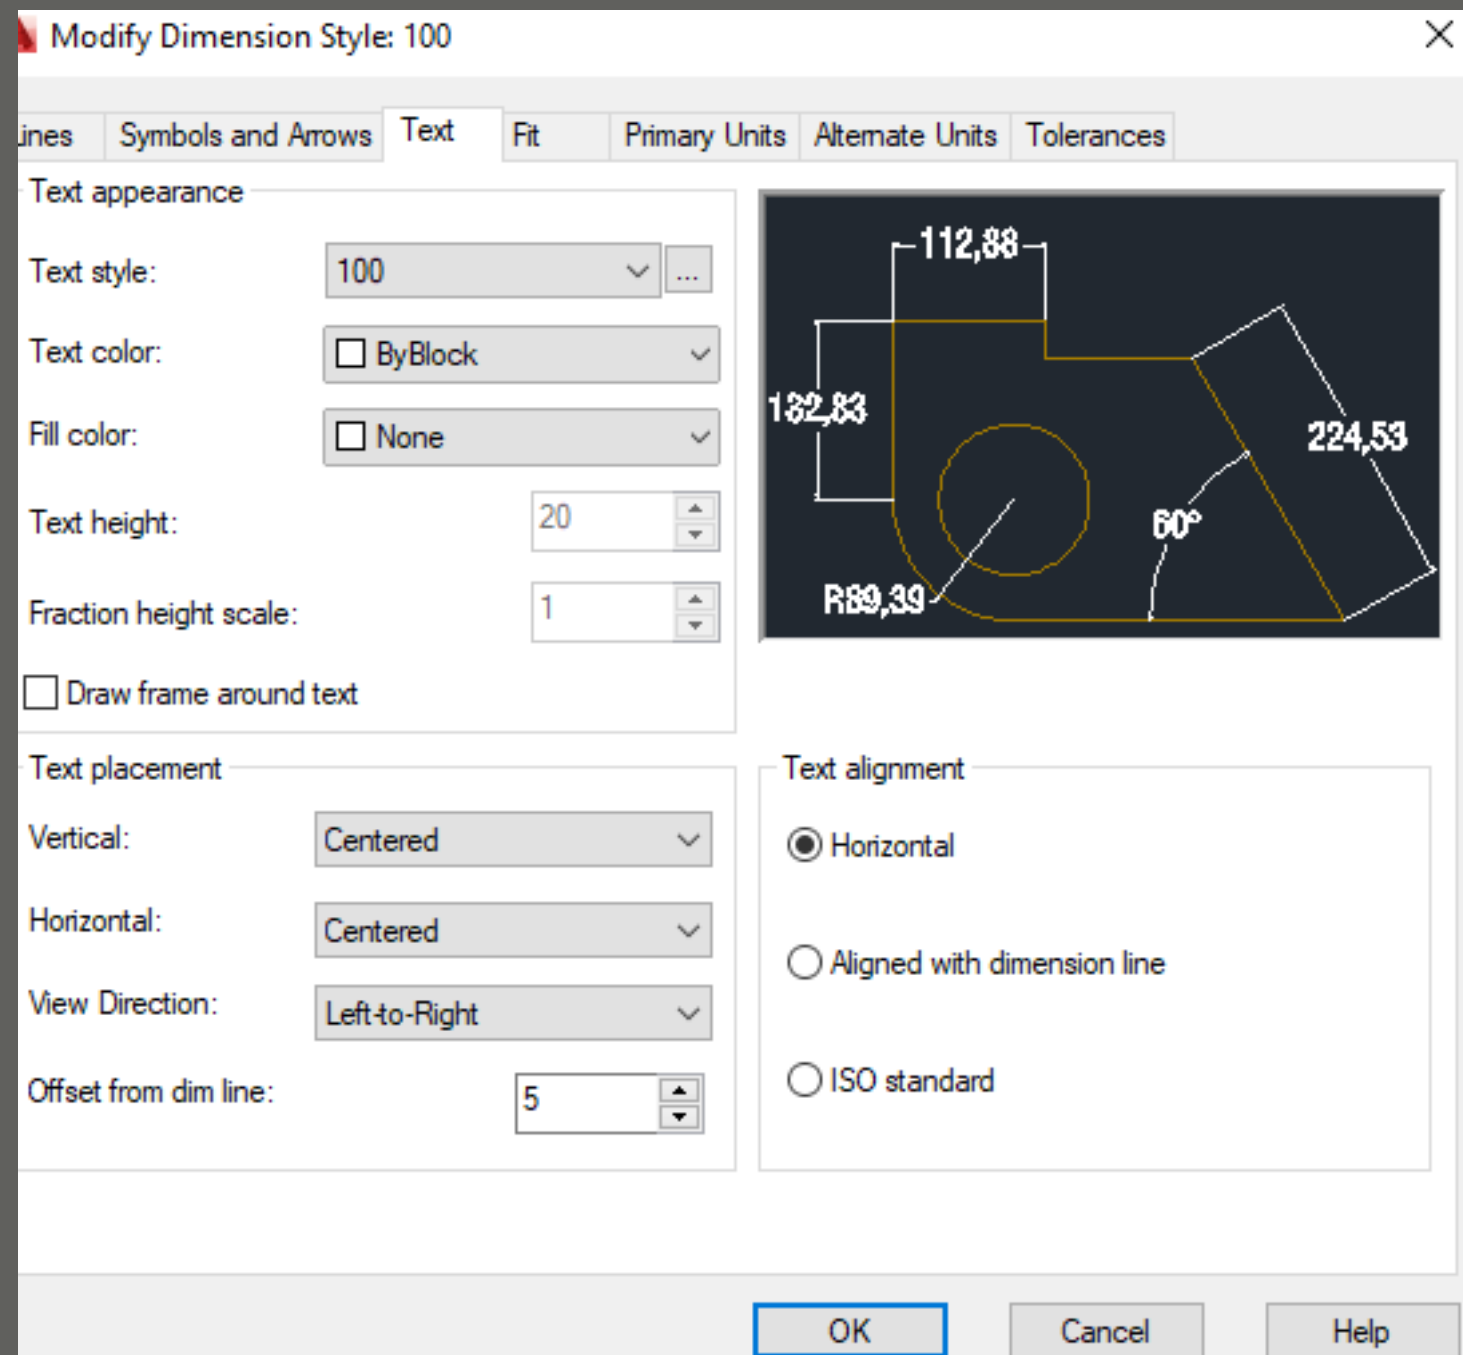 Modify Dimension Style: 100
Lines Symbols and Arrows Text Fit Primary Units Alternate Units Tolerances
Text appearance
Text style: 100 ...
Text color: ByBlock
Fill color: None
Text height: 20
Fraction height scale: 1
Draw frame around text
112,88
132,83
224,53
60°
R89,39
Text placement
Vertical: Centered
Horizontal: Centered
View Direction: Left-to-Right
Offset from dim line: 5
Text alignment
Horizontal
Aligned with dimension line
ISO standard
OK Cancel Help